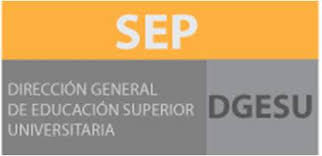 SEP
DIRECCIÓN GENERAL
DE EDUCACIÓN SUPERIOR
UNIVERSITARIA
DGESU